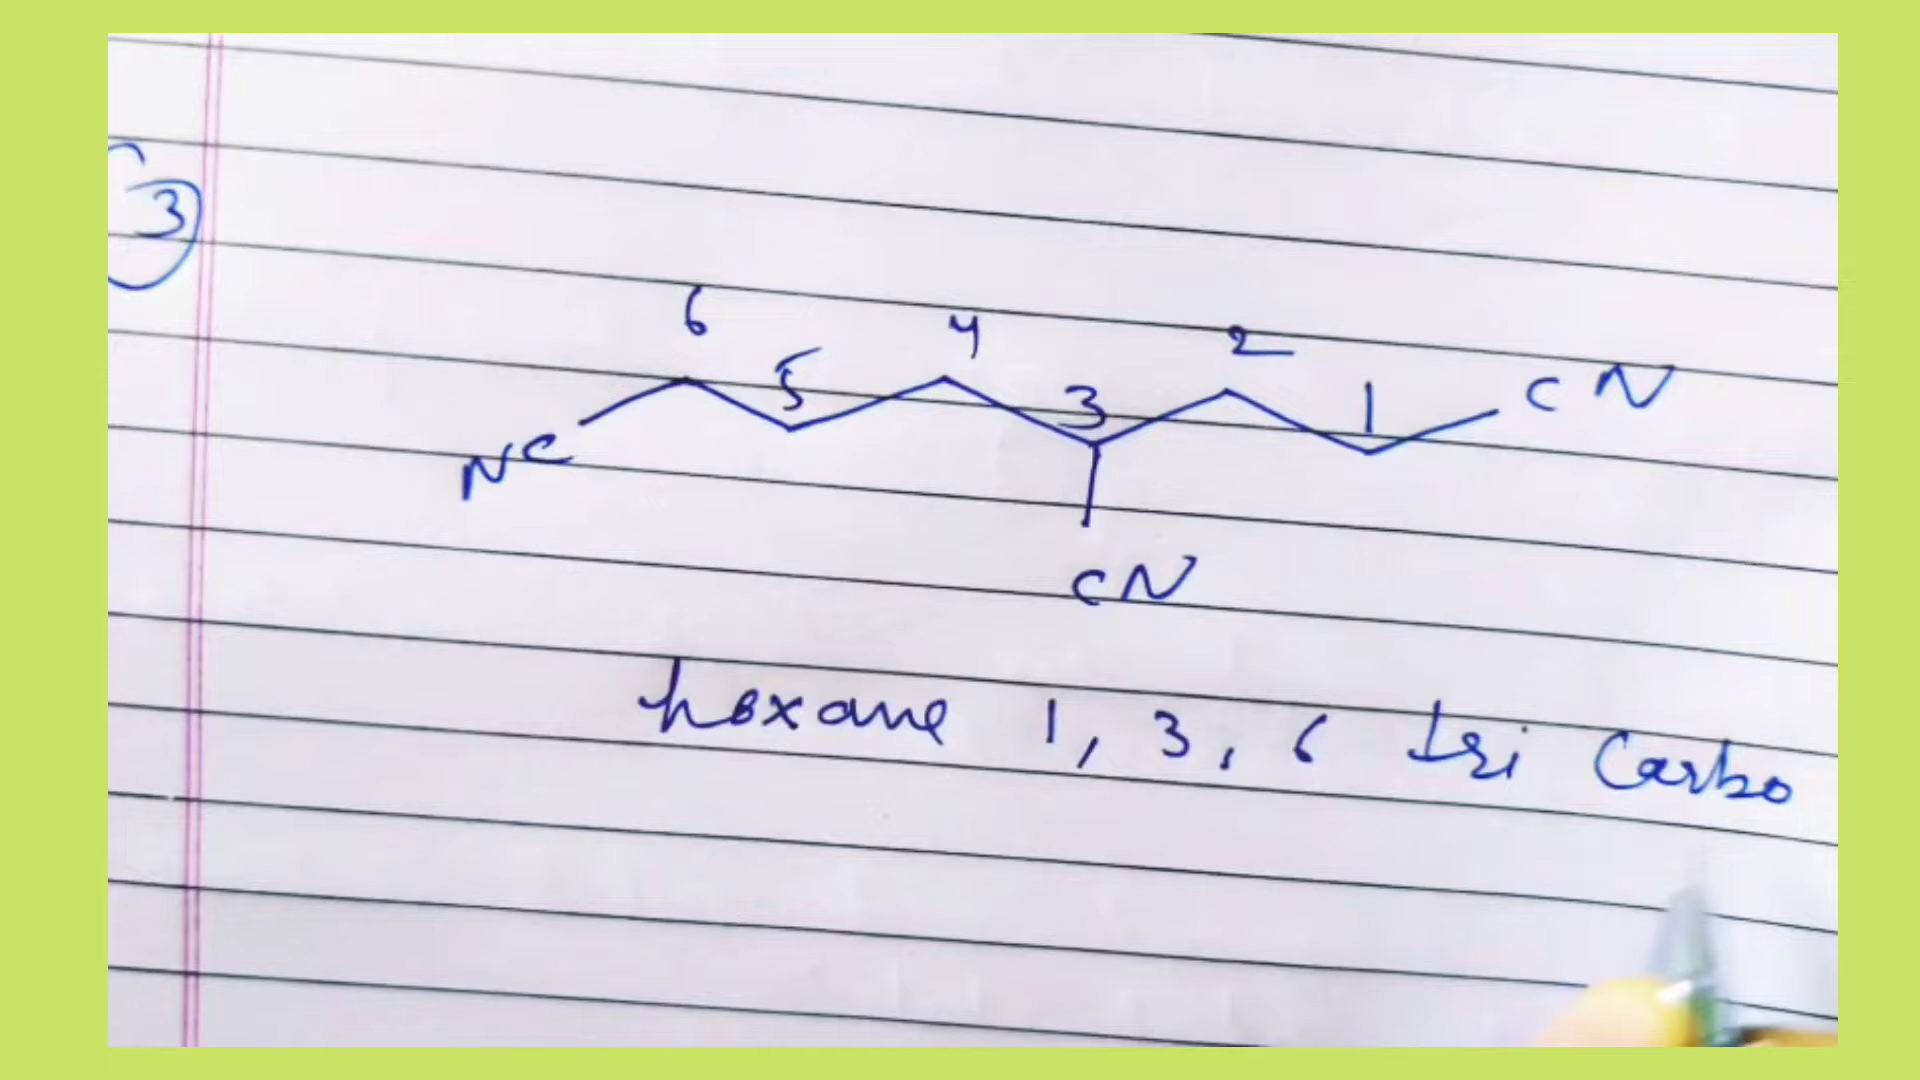 3
6 4 2
5 3 1 CN
NC
CN
hexane 1, 3, 6 tri Carbo